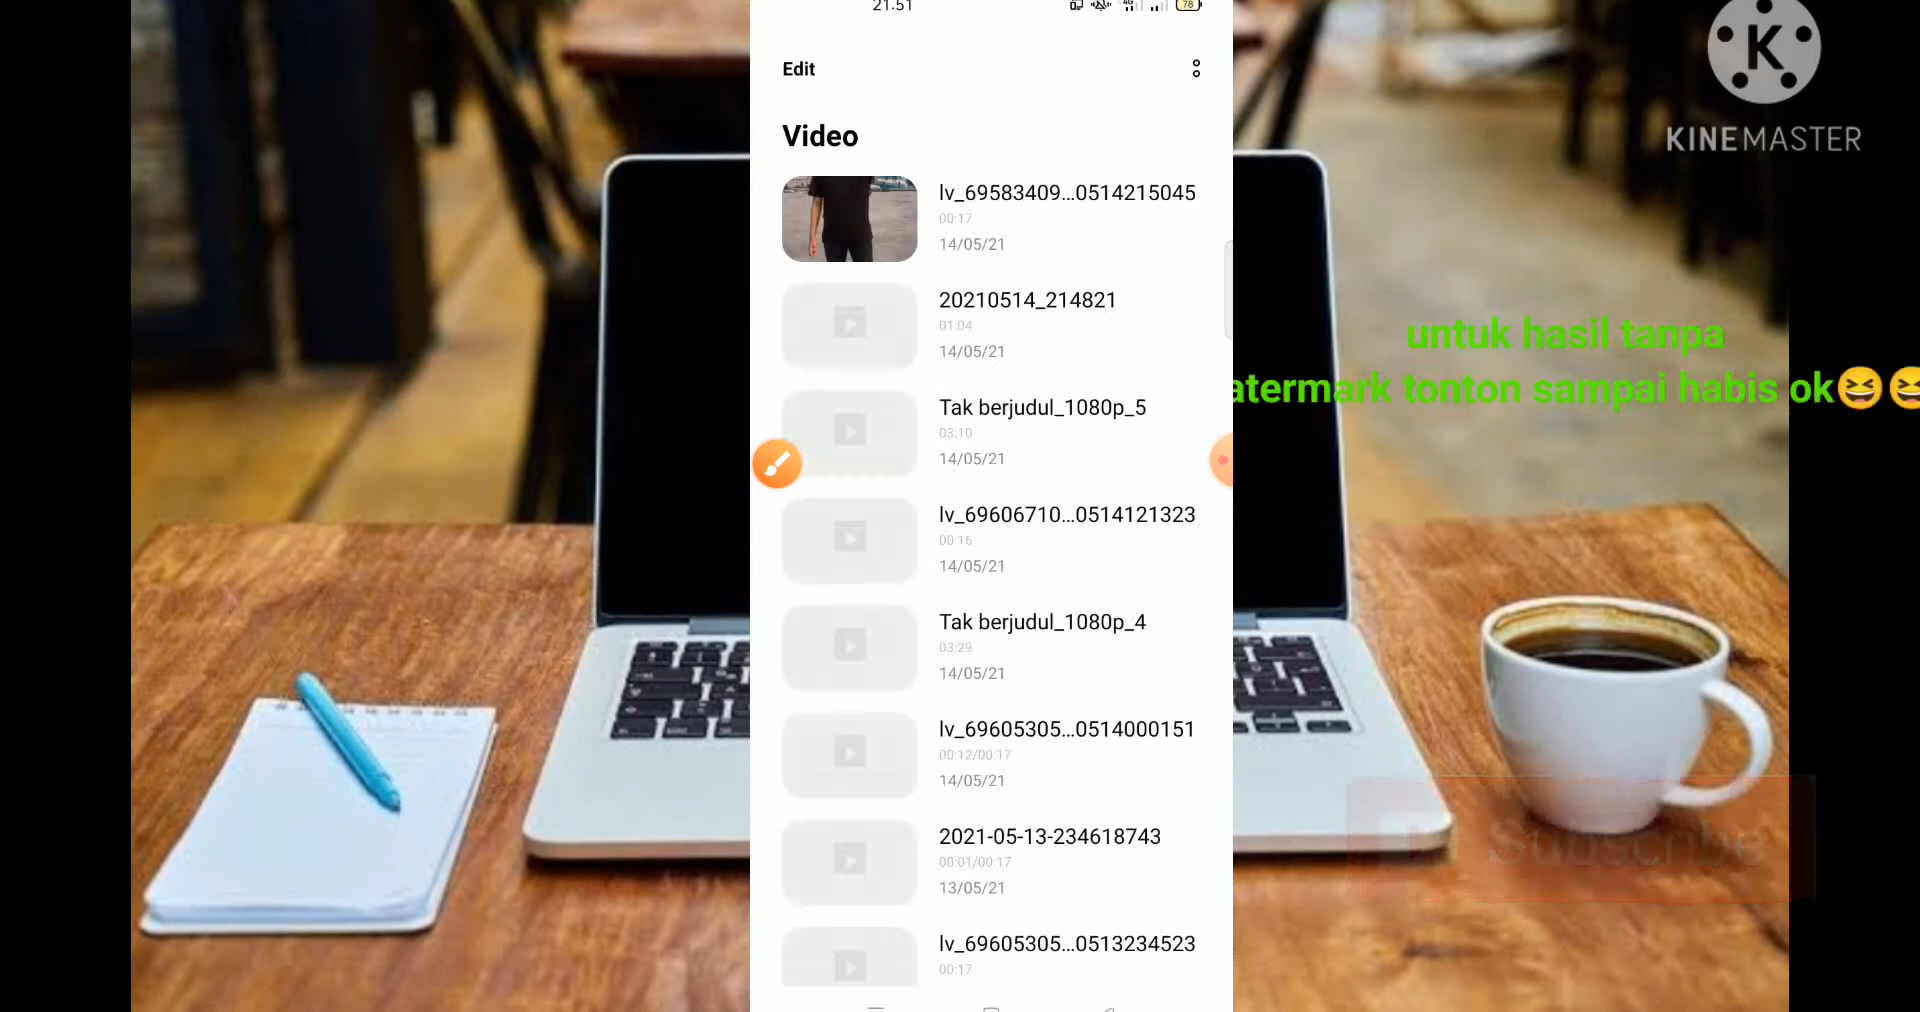 21.51
78
Edit
Video
lv_69583409...0514215045
00:17
14/05/21
20210514_214821
01:04
14/05/21
Tak berjudul_1080p_5
03:10
14/05/21
lv_69606710...0514121323
00:16
14/05/21
Tak berjudul_1080p_4
03:29
14/05/21
lv_69605305...0514000151
00:12/00:17
14/05/21
2021-05-13-234618743
00:01/00:17
13/05/21
lv_69605305...0513234523
00:17
K
KINEMASTER
untuk hasil tanpa
atermark tonton sampai habis ok😆😆
Subscribe